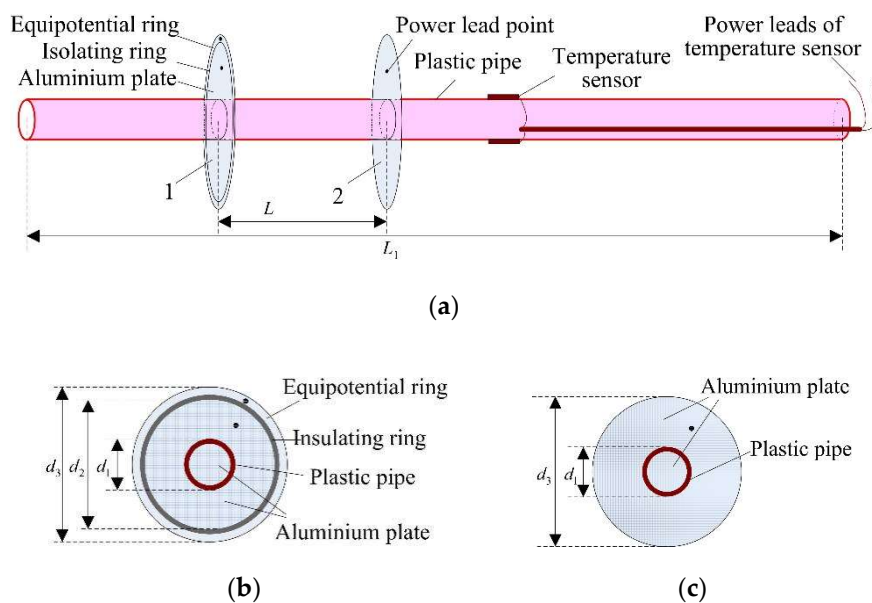 Equipotential ring
Isolating ring
Aluminium plate
Power lead point
Plastic pipe
Temperature
sensor
Power leads of
temperature sensor
1
2
L
L1
(a)
Equipotential ring
Insulating ring
Plastic pipe
Aluminium plate
d3
d2
d1
(b)
Aluminium platc
Plastic pipe
d3
d1
(c)